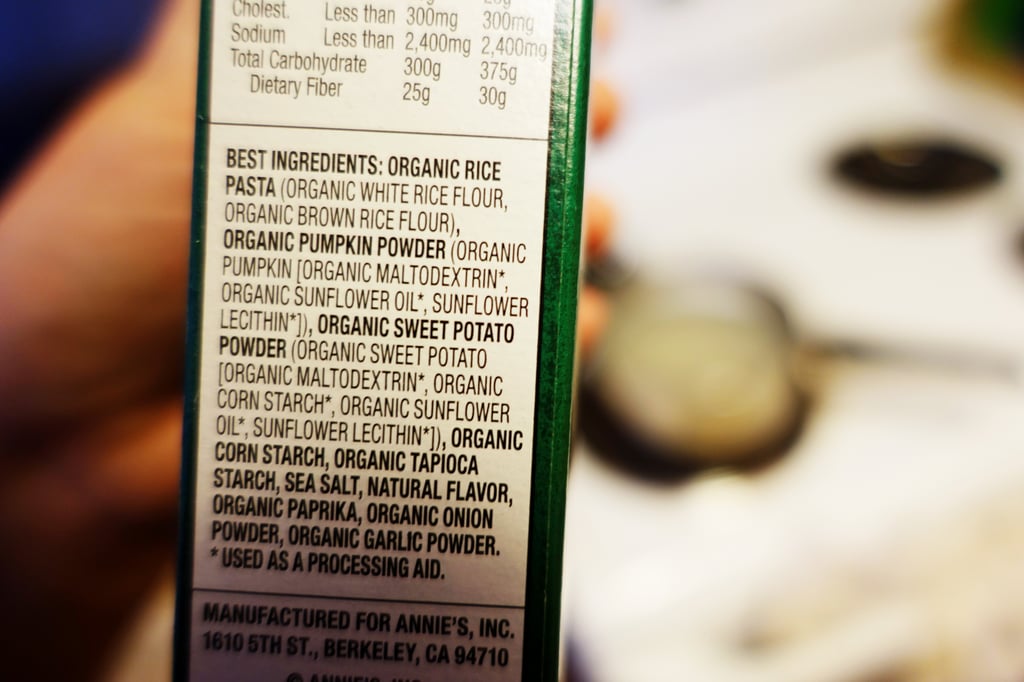 Cholest. Less than 300mg 300mg
Sodium Less than 2,400mg 2,400mg
Total Carbohydrate 300g 375g
Dietary Fiber 25g 30g
BEST INGREDIENTS: ORGANIC RICE
PASTA (ORGANIC WHITE RICE FLOUR,
ORGANIC BROWN RICE FLOUR),
ORGANIC PUMPKIN POWDER (ORGANIC
PUMPKIN [ORGANIC MALTODEXTRIN*,
ORGANIC SUNFLOWER OIL*, SUNFLOWER
LECITHIN*]), ORGANIC SWEET POTATO
POWDER (ORGANIC SWEET POTATO
[ORGANIC MALTODEXTRIN*, ORGANIC
CORN STARCH*, ORGANIC SUNFLOWER
OIL*, SUNFLOWER LECITHIN*]), ORGANIC
CORN STARCH, ORGANIC TAPIOCA
STARCH, SEA SALT, NATURAL FLAVOR,
ORGANIC PAPRIKA, ORGANIC ONION
POWDER, ORGANIC GARLIC POWDER.
* USED AS A PROCESSING AID.
MANUFACTURED FOR ANNIE'S, INC.
1610 5TH ST., BERKELEY, CA 94710
© ANNIE'S, INC.